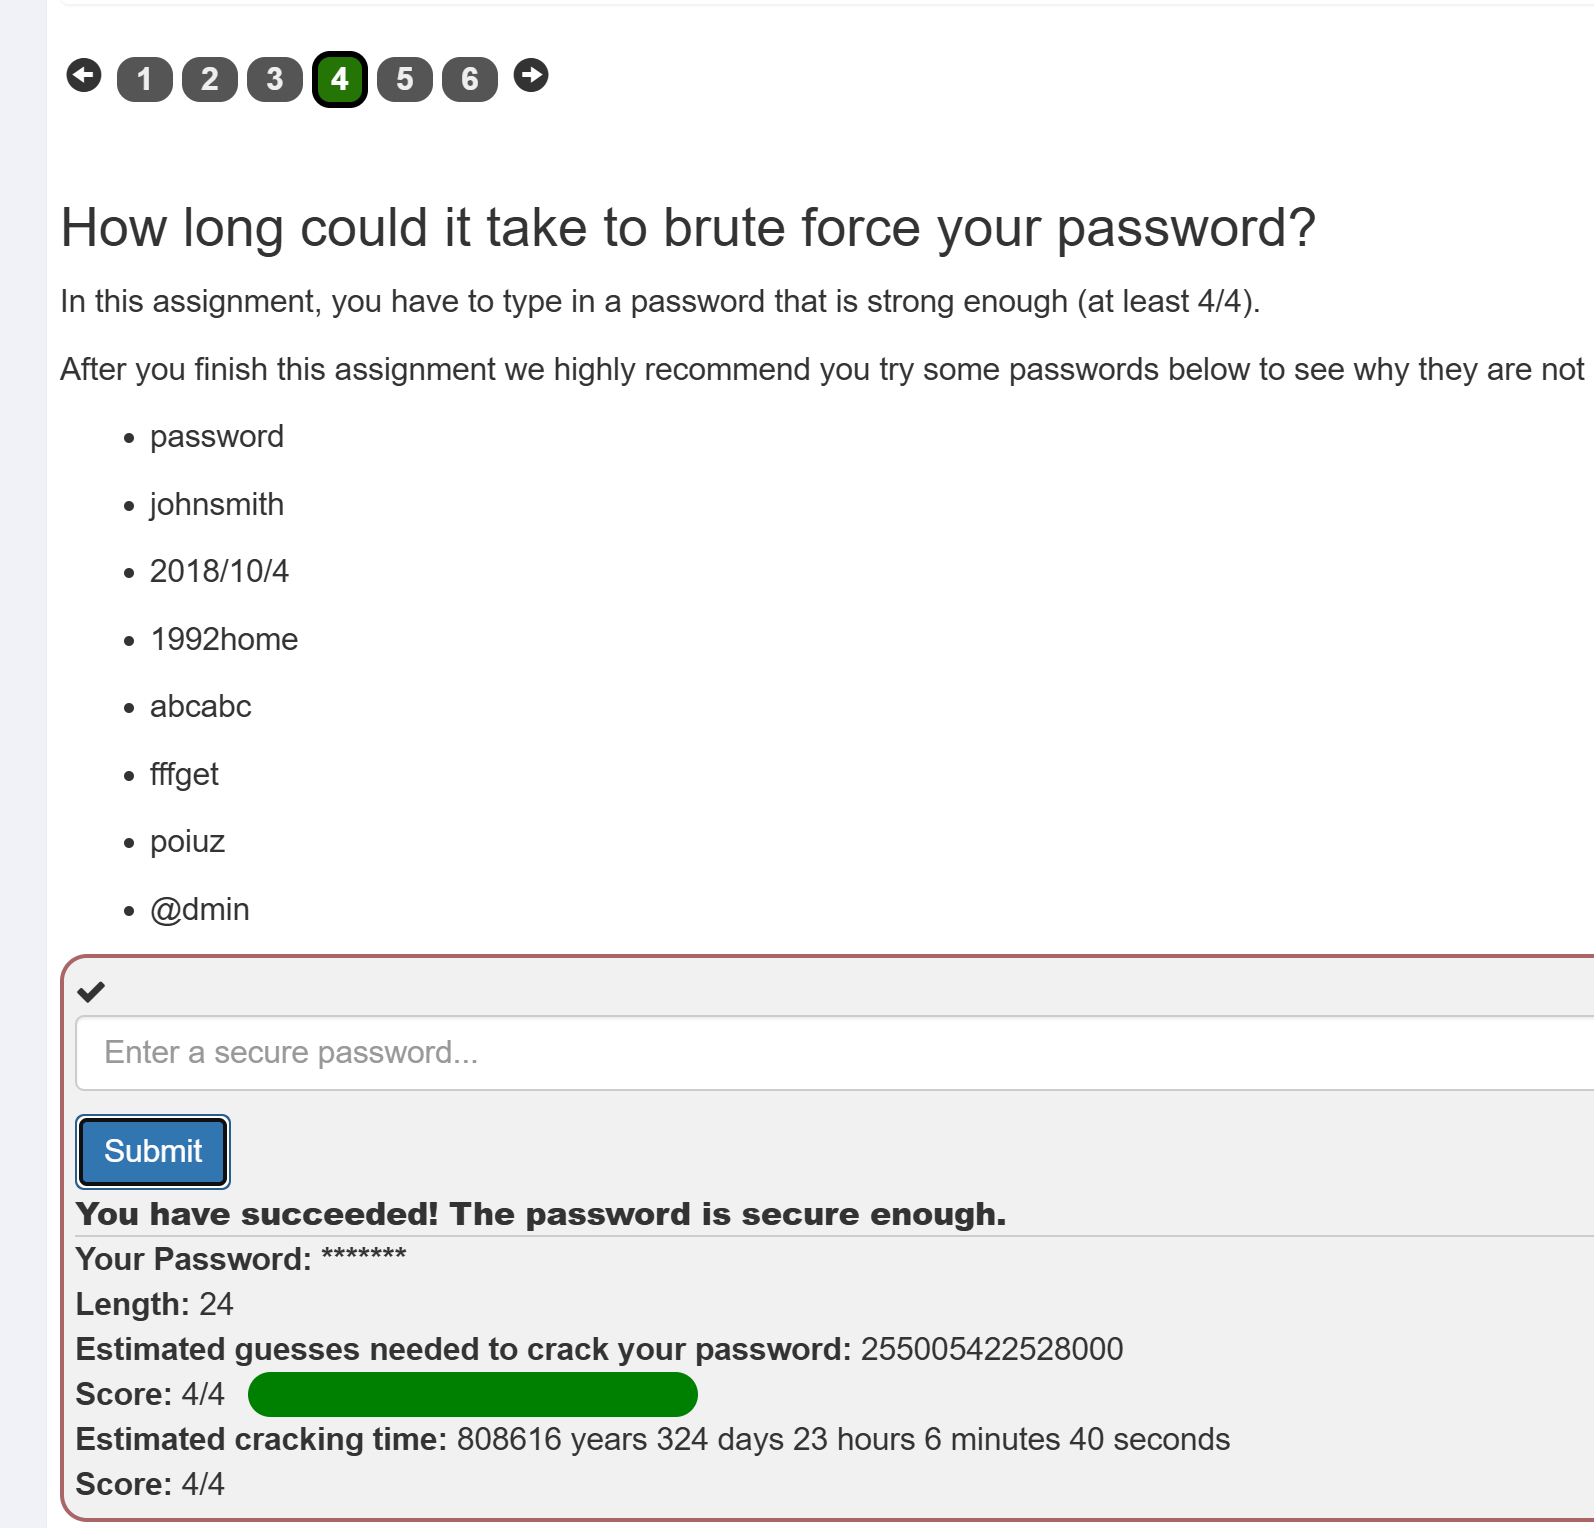 1 2 3 4 5 6
How long could it take to brute force your password?
In this assignment, you have to type in a password that is strong enough (at least 4/4).
After you finish this assignment we highly recommend you try some passwords below to see why they are not
• password
• johnsmith
• 2018/10/4
• 1992home
• abcabc
• fffget
• poiuz
• @dmin
Enter a secure password...
Submit
You have succeeded! The password is secure enough.
Your Password: *******
Length: 24
Estimated guesses needed to crack your password: 255005422528000
Score: 4/4
Estimated cracking time: 808616 years 324 days 23 hours 6 minutes 40 seconds
Score: 4/4